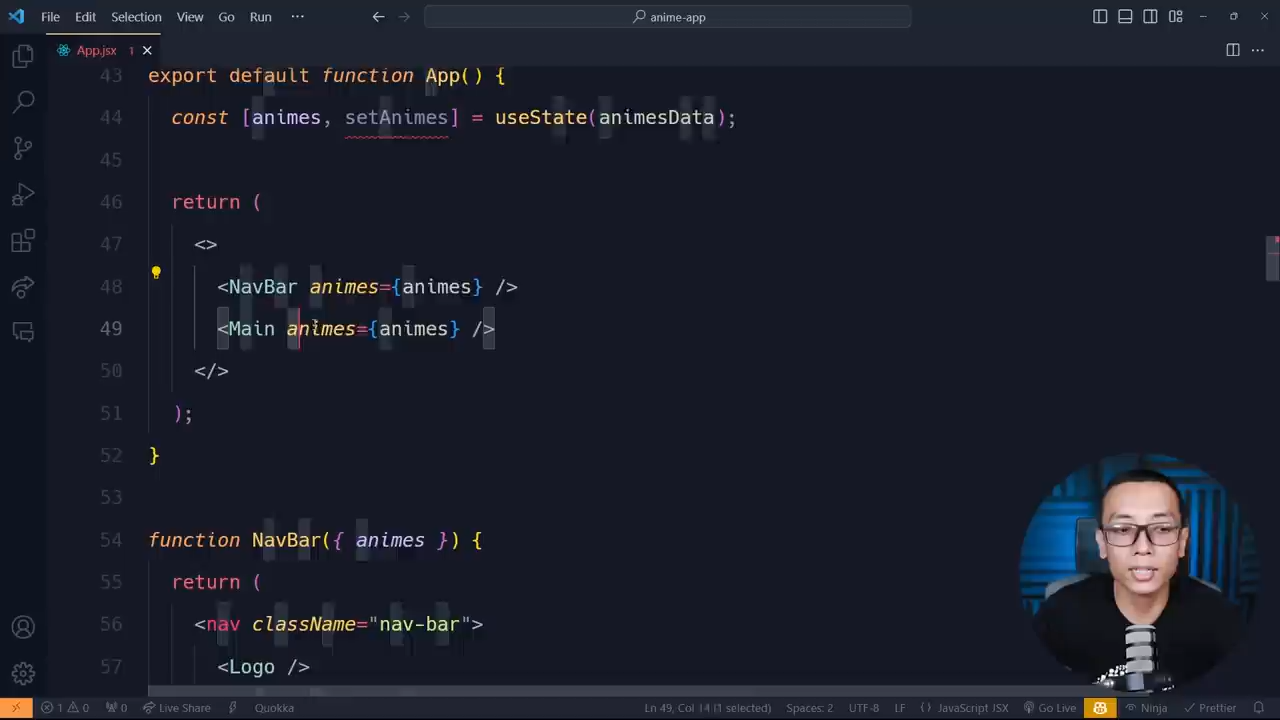 File Edit Selection View Go Run ··· anime-app
App.jsx 1
43 export default function App() {
44 const [animes, setAnimes] = useState(animesData);
45
46 return (
47 <>
48 <NavBar animes={animes} />
49 <Main animes={animes} />
50 </>
51 );
52 }
53
54 function NavBar({ animes }) {
55 return (
56 <nav className="nav-bar">
57 <Logo />
1 0 0 Live Share Quokka Ln 49, Col 14 (1 selected) Spaces: 2 UTF-8 LF {} JavaScript JSX Go Live Ninja Prettier